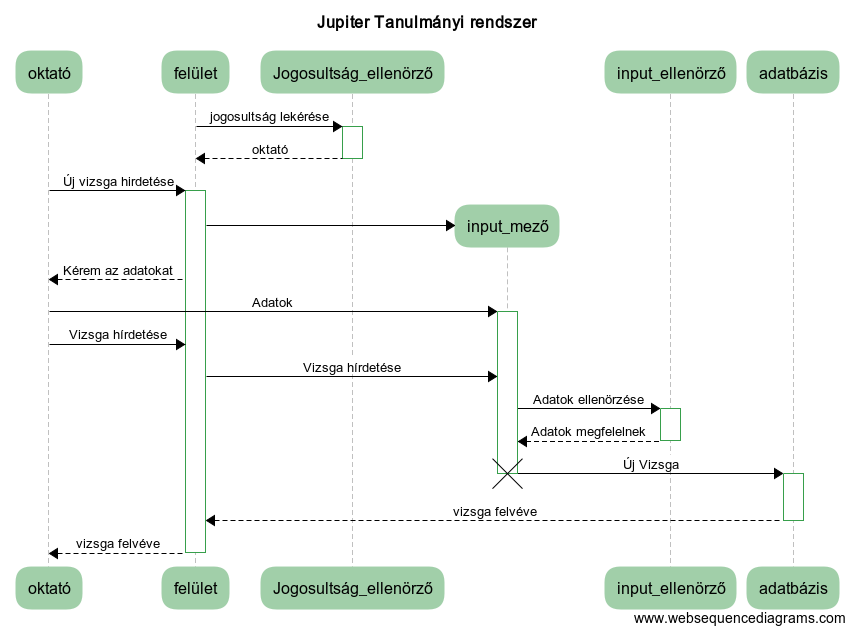 Jupiter Tanulmányi rendszer
oktató
felület
Jogosultság_ellenörző
input_ellenörző
adatbázis
jogosultság lekérése
oktató
Új vizsga hirdetése
input_mező
Kérem az adatokat
Adatok
Vizsga hírdetése
Vizsga hírdetése
Adatok ellenörzése
Adatok megfelelnek
Új Vizsga
vizsga felvéve
vizsga felvéve
oktató
felület
Jogosultság_ellenörző
input_ellenörző
adatbázis
www.websequencediagrams.com